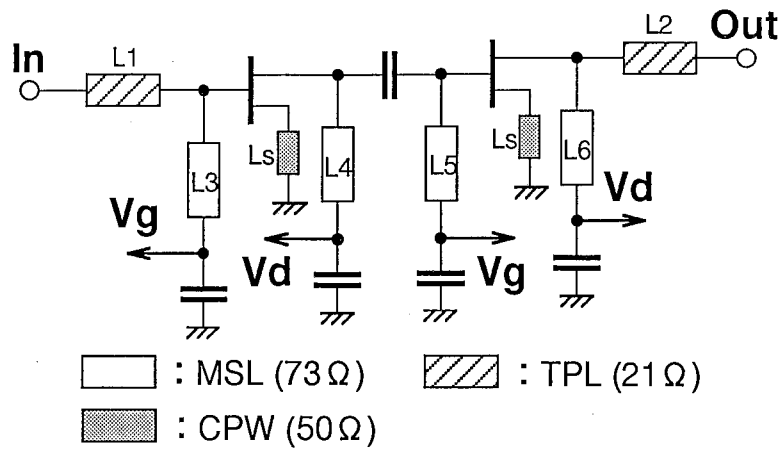 In
L1
L2
Out
Ls
Ls
L3
L4
L5
L6
Vg
Vd
Vg
Vd
: MSL (73Ω)
: TPL (21Ω)
: CPW (50Ω)